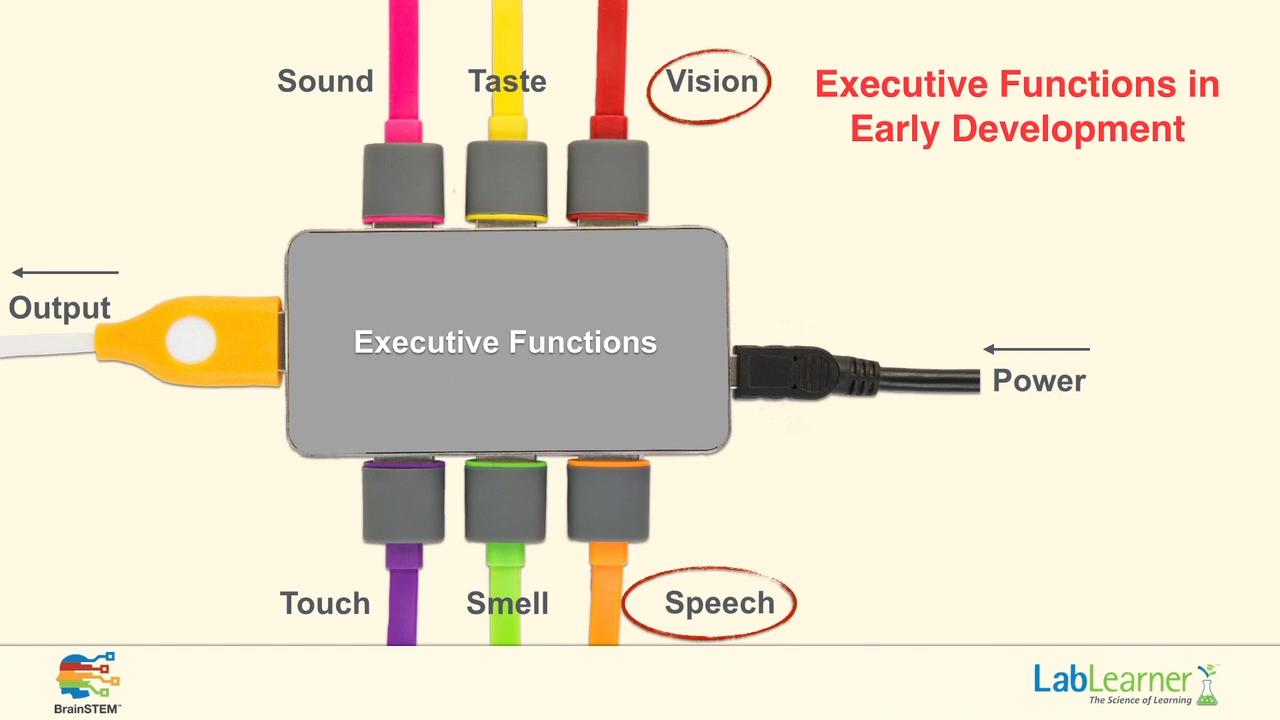 Sound
Taste
Vision
Executive Functions in
Early Development
Output
Executive Functions
Power
Touch
Smell
Speech
BrainSTEM™
LabLearner
The Science of Learning